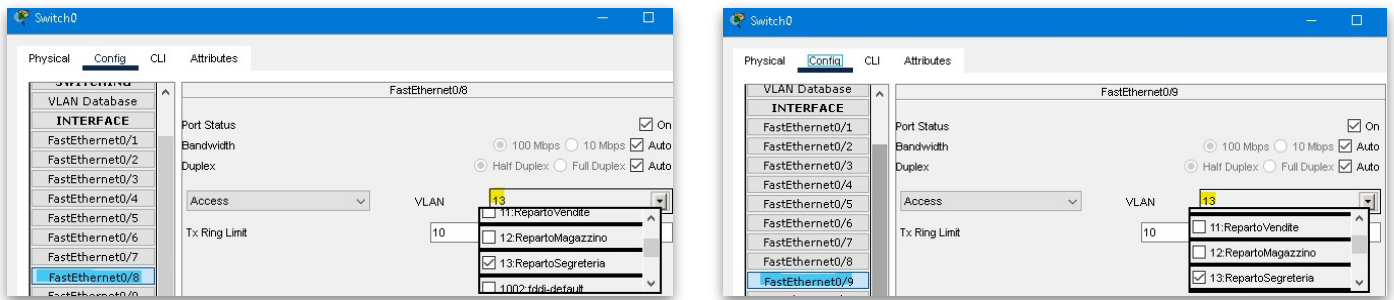 Switch0
Physical Config CLI Attributes
SWITCHING
VLAN Database
INTERFACE
FastEthernet0/1
FastEthernet0/2
FastEthernet0/3
FastEthernet0/4
FastEthernet0/5
FastEthernet0/6
FastEthernet0/7
FastEthernet0/8
FastEthernet0/9
FastEthernet0/8
Port Status On
Bandwidth 100 Mbps 10 Mbps Auto
Duplex Half Duplex Full Duplex Auto
Access VLAN 13
11:RepartoVendite
Tx Ring Limit 10
12:RepartoMagazzino
13:RepartoSegreteria
1002:fddi-default
Switch0
Physical Config CLI Attributes
VLAN Database
INTERFACE
FastEthernet0/1
FastEthernet0/2
FastEthernet0/3
FastEthernet0/4
FastEthernet0/5
FastEthernet0/6
FastEthernet0/7
FastEthernet0/8
FastEthernet0/9
FastEthernet0/9
Port Status On
Bandwidth 100 Mbps 10 Mbps Auto
Duplex Half Duplex Full Duplex Auto
Access VLAN 13
11:RepartoVendite
Tx Ring Limit 10
12:RepartoMagazzino
13:RepartoSegreteria